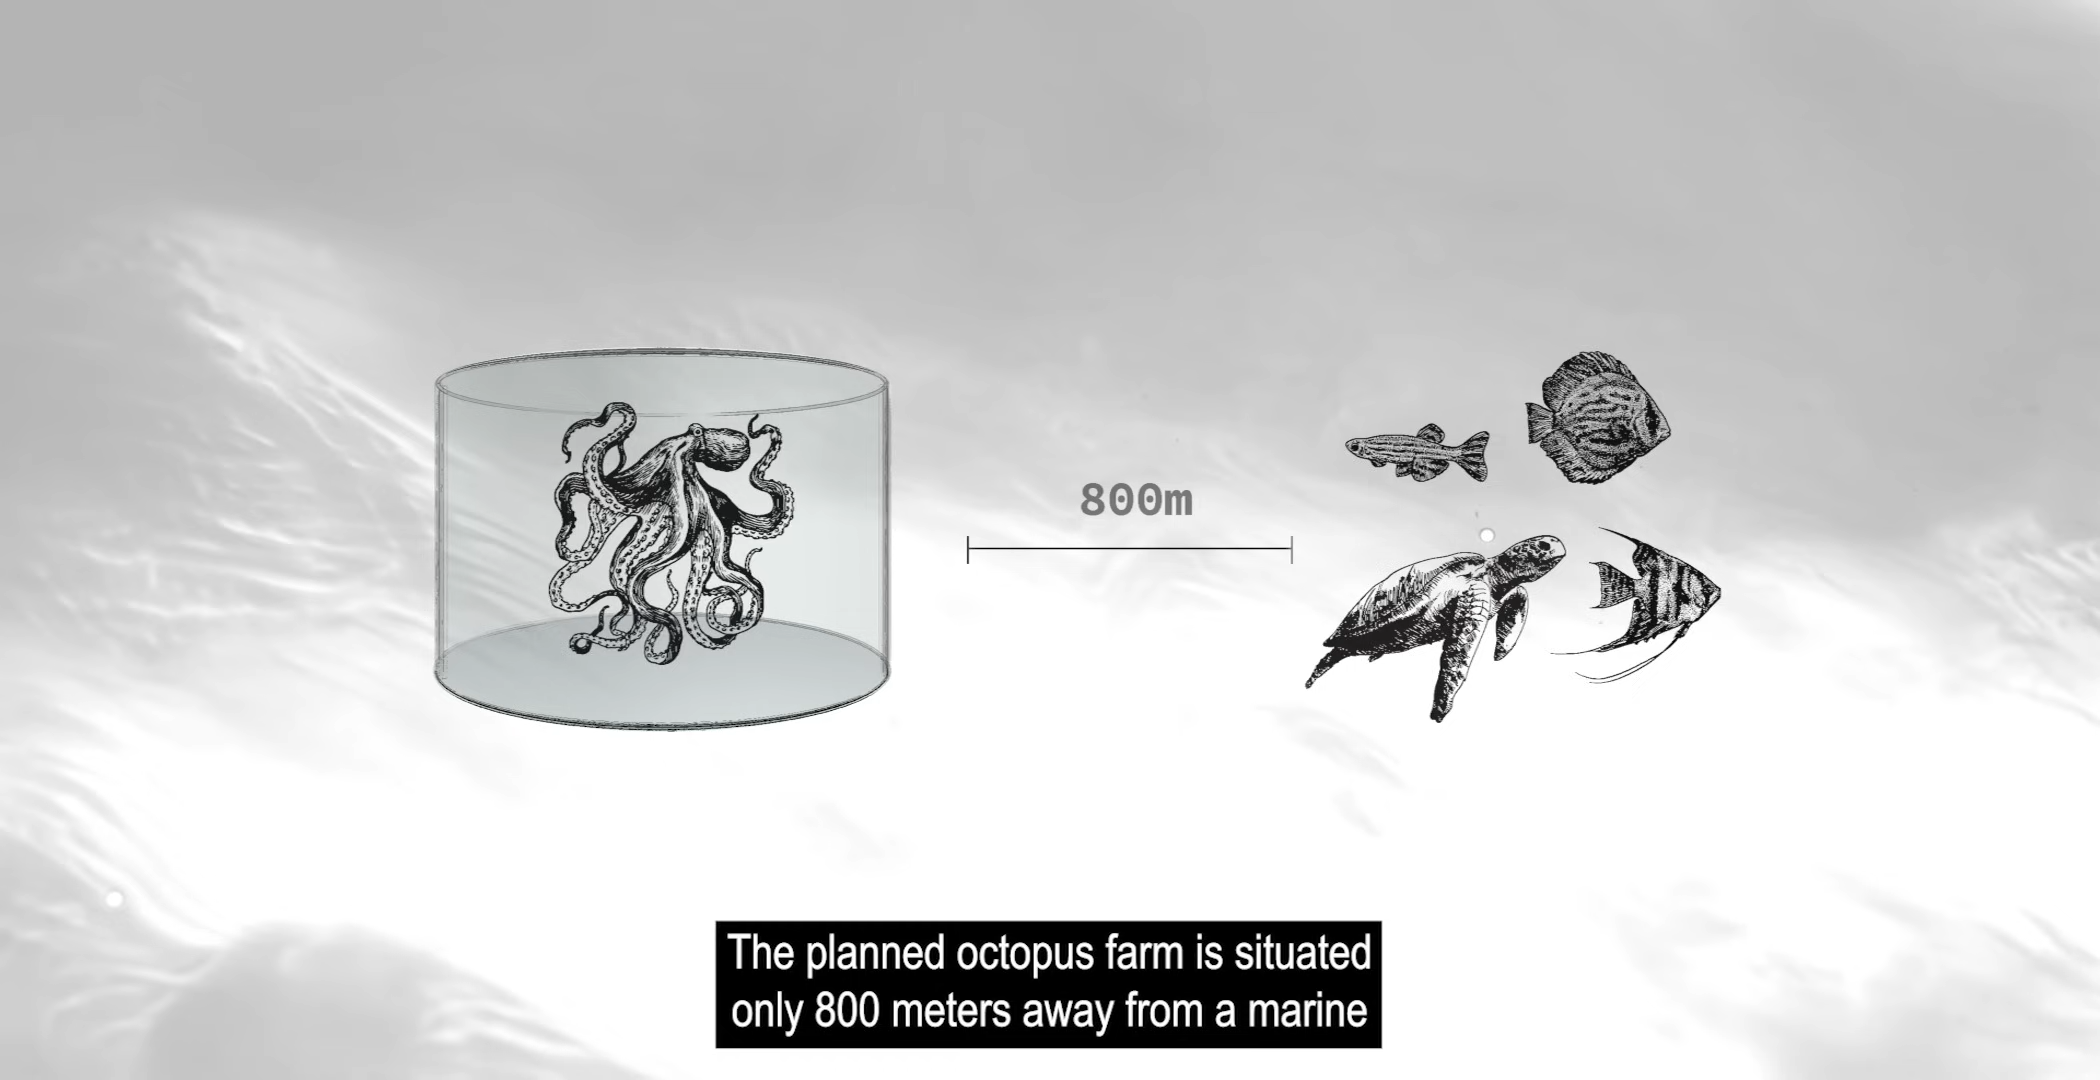 800m
The planned octopus farm is situated
only 800 meters away from a marine